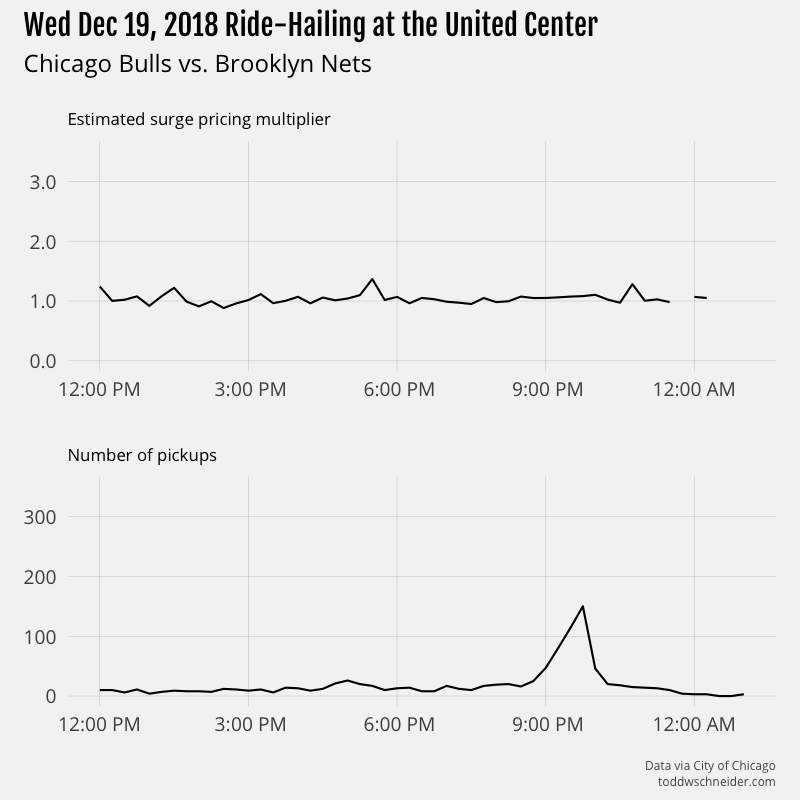 Wed Dec 19, 2018 Ride-Hailing at the United Center
Chicago Bulls vs. Brooklyn Nets
Estimated surge pricing multiplier
3.0
2.0
1.0
0.0
12:00 PM 3:00 PM 6:00 PM 9:00 PM 12:00 AM
Number of pickups
300
200
100
0
12:00 PM 3:00 PM 6:00 PM 9:00 PM 12:00 AM
Data via City of Chicago
toddwschneider.com